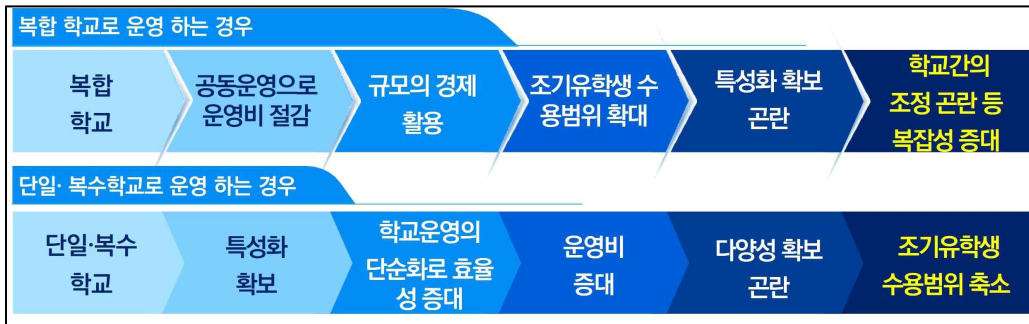 복합 학교로 운영 하는 경우
복합
학교
공동운영으로
운영비 절감
규모의 경제
활용
조기유학생 수
용범위 확대
특성화 확보
곤란
학교간의
조정 곤란 등
복잡성 증대
단일· 복수학교로 운영 하는 경우
단일·복수
학교
특성화
확보
학교운영의
단순화로 효율
성 증대
운영비
증대
다양성 확보
곤란
조기유학생
수용범위 축소